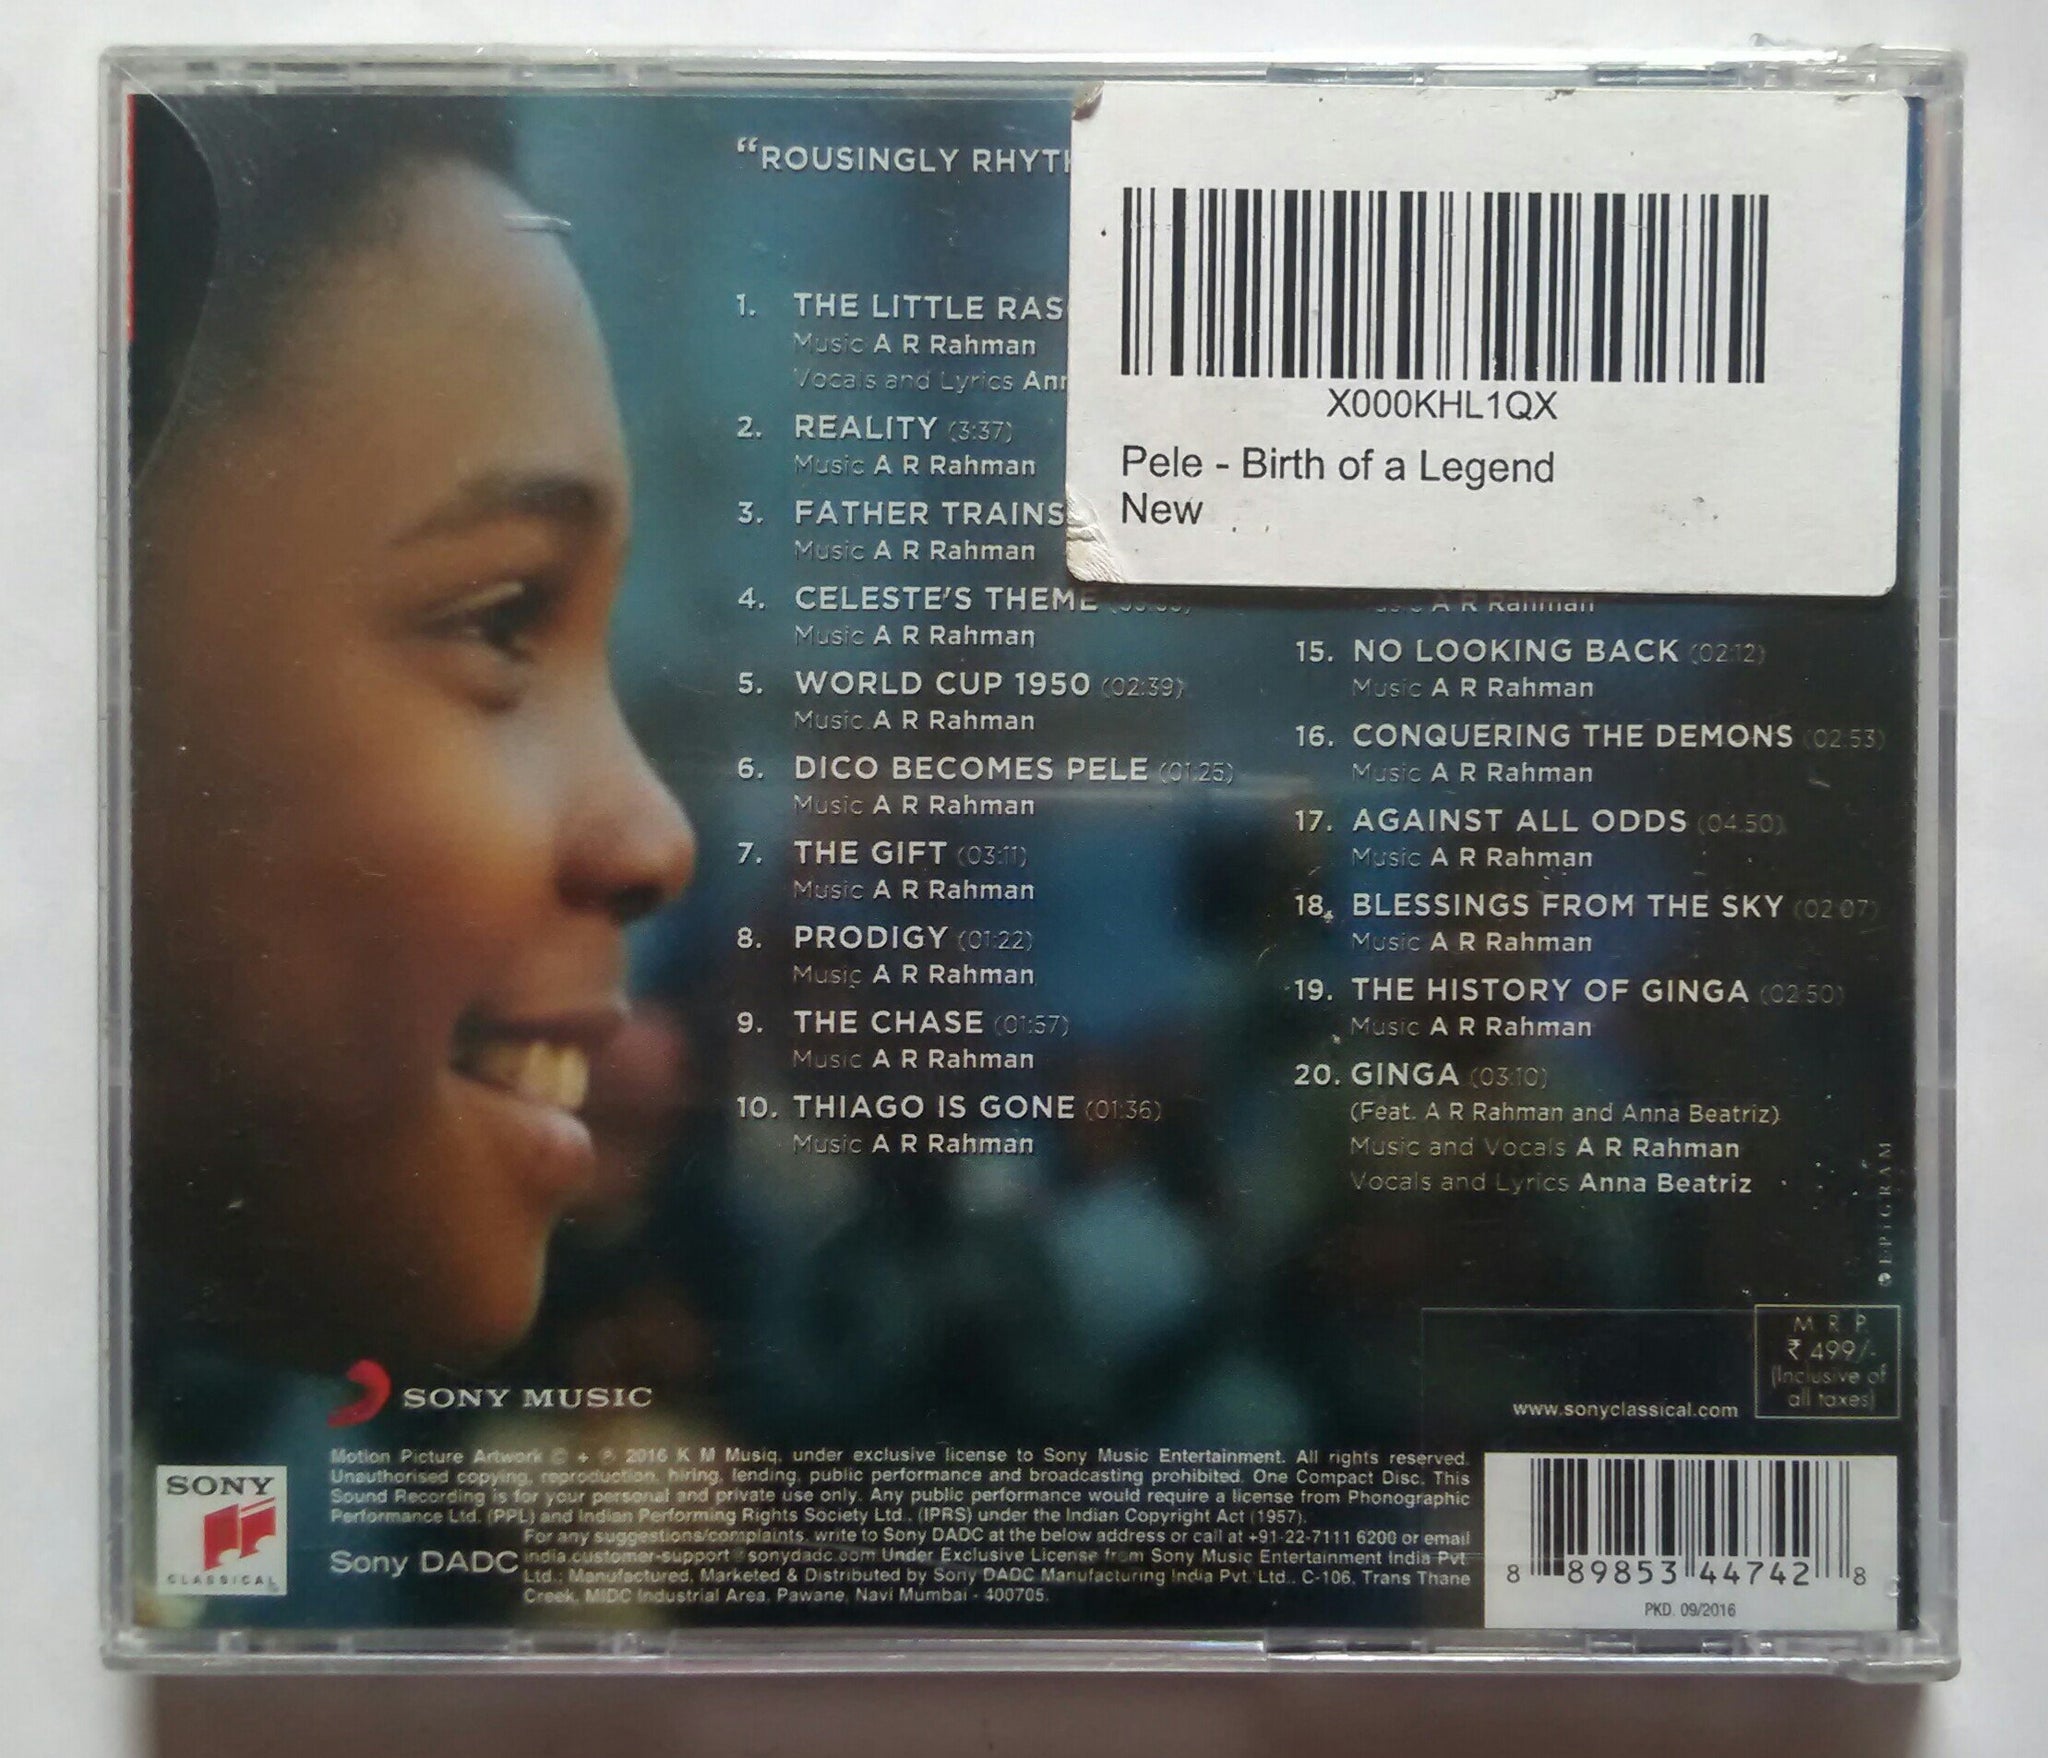 "ROUSINGLY
1. THE LITTLE
Music A R Rahman
Vocals and Lyrics
2. REALITY (3:37)
Music A R Rahman
3. FATHER TRAINS
Music A R Rahman
4. CELESTE'S THEME
Music A R Rahman
5. WORLD CUP 1950 (02:39)
Music A R Rahman
6. DICO BECOMES PELE (01:25)
Music A R Rahman
7. THE GIFT (03:11)
Music A R Rahman
8. PRODIGY (01:22)
Music A R Rahman
9. THE CHASE (01:57)
Music A R Rahman
10. THIAGO IS GONE (01:36)
Music A R Rahman
X000KHL1QX
Pele - Birth of a Legend
New
Music A R Rahman
15. NO LOOKING BACK (02:12)
Music A R Rahman
16. CONQUERING THE DEMONS (02:53)
Music A R Rahman
17. AGAINST ALL ODDS (04:50)
Music A R Rahman
18. BLESSINGS FROM THE SKY (02:07)
Music A R Rahman
19. THE HISTORY OF GINGA (02:50)
Music A R Rahman
20. GINGA (03:10)
(Feat. A R Rahman and Anna Beatriz)
Music and Vocals A R Rahman
Vocals and Lyrics Anna Beatriz
EPIGRAM
M. R. P.
₹ 499/-
(Inclusive of
all taxes)
www.sonyclassical.com
SONY MUSIC
SONY
CLASSICAL
Motion Picture Artwork © + ℗ 2016 K M Musiq, under exclusive license to Sony Music Entertainment. All rights reserved.
Unauthorised copying, reproduction, hiring, lending, public performance and broadcasting prohibited. One Compact Disc. This
Sound Recording is for your personal and private use only. Any public performance would require a license from Phonographic
Performance Ltd. (PPL) and Indian Performing Rights Society Ltd., (IPRS) under the Indian Copyright Act (1957).
For any suggestions/complaints, write to Sony DADC at the below address or call at +91-22-7111 6200 or email
Sony DADC
india.customer-support@sonydadc.com Under Exclusive License from Sony Music Entertainment India Pvt.
Ltd.; Manufactured, Marketed & Distributed by Sony DADC Manufacturing India Pvt. Ltd., C-106, Trans Thane
Creek, MIDC Industrial Area, Pawane, Navi Mumbai - 400705.
8 89853 44742 8
PKD. 09/2016